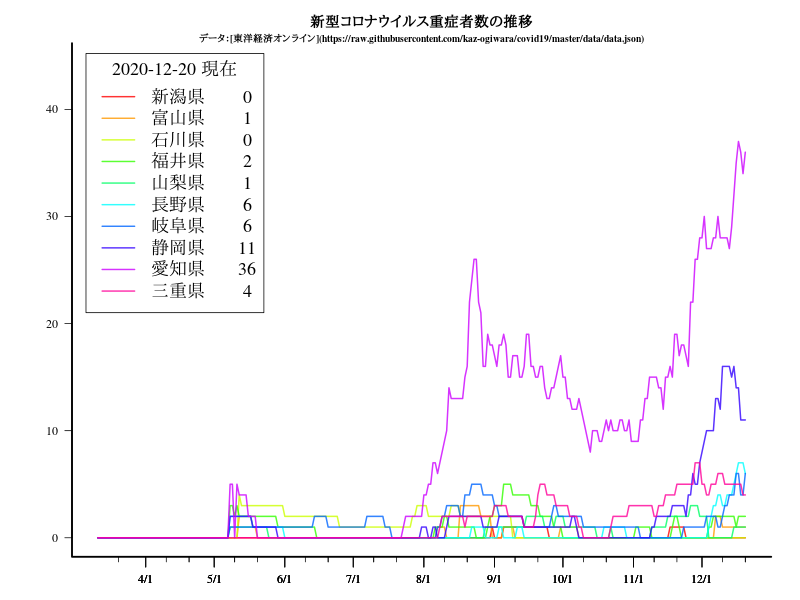 新型コロナウイルス重症者数の推移
データ:[東洋経済オンライン](https://raw.githubusercontent.com/kaz-ogiwara/covid19/master/data/data.json)
2020-12-20 現在
新潟県 0
富山県 1
石川県 0
福井県 2
山梨県 1
長野県 6
岐阜県 6
静岡県 11
愛知県 36
三重県 4
40
30
20
10
0
4/1 5/1 6/1 7/1 8/1 9/1 10/1 11/1 12/1